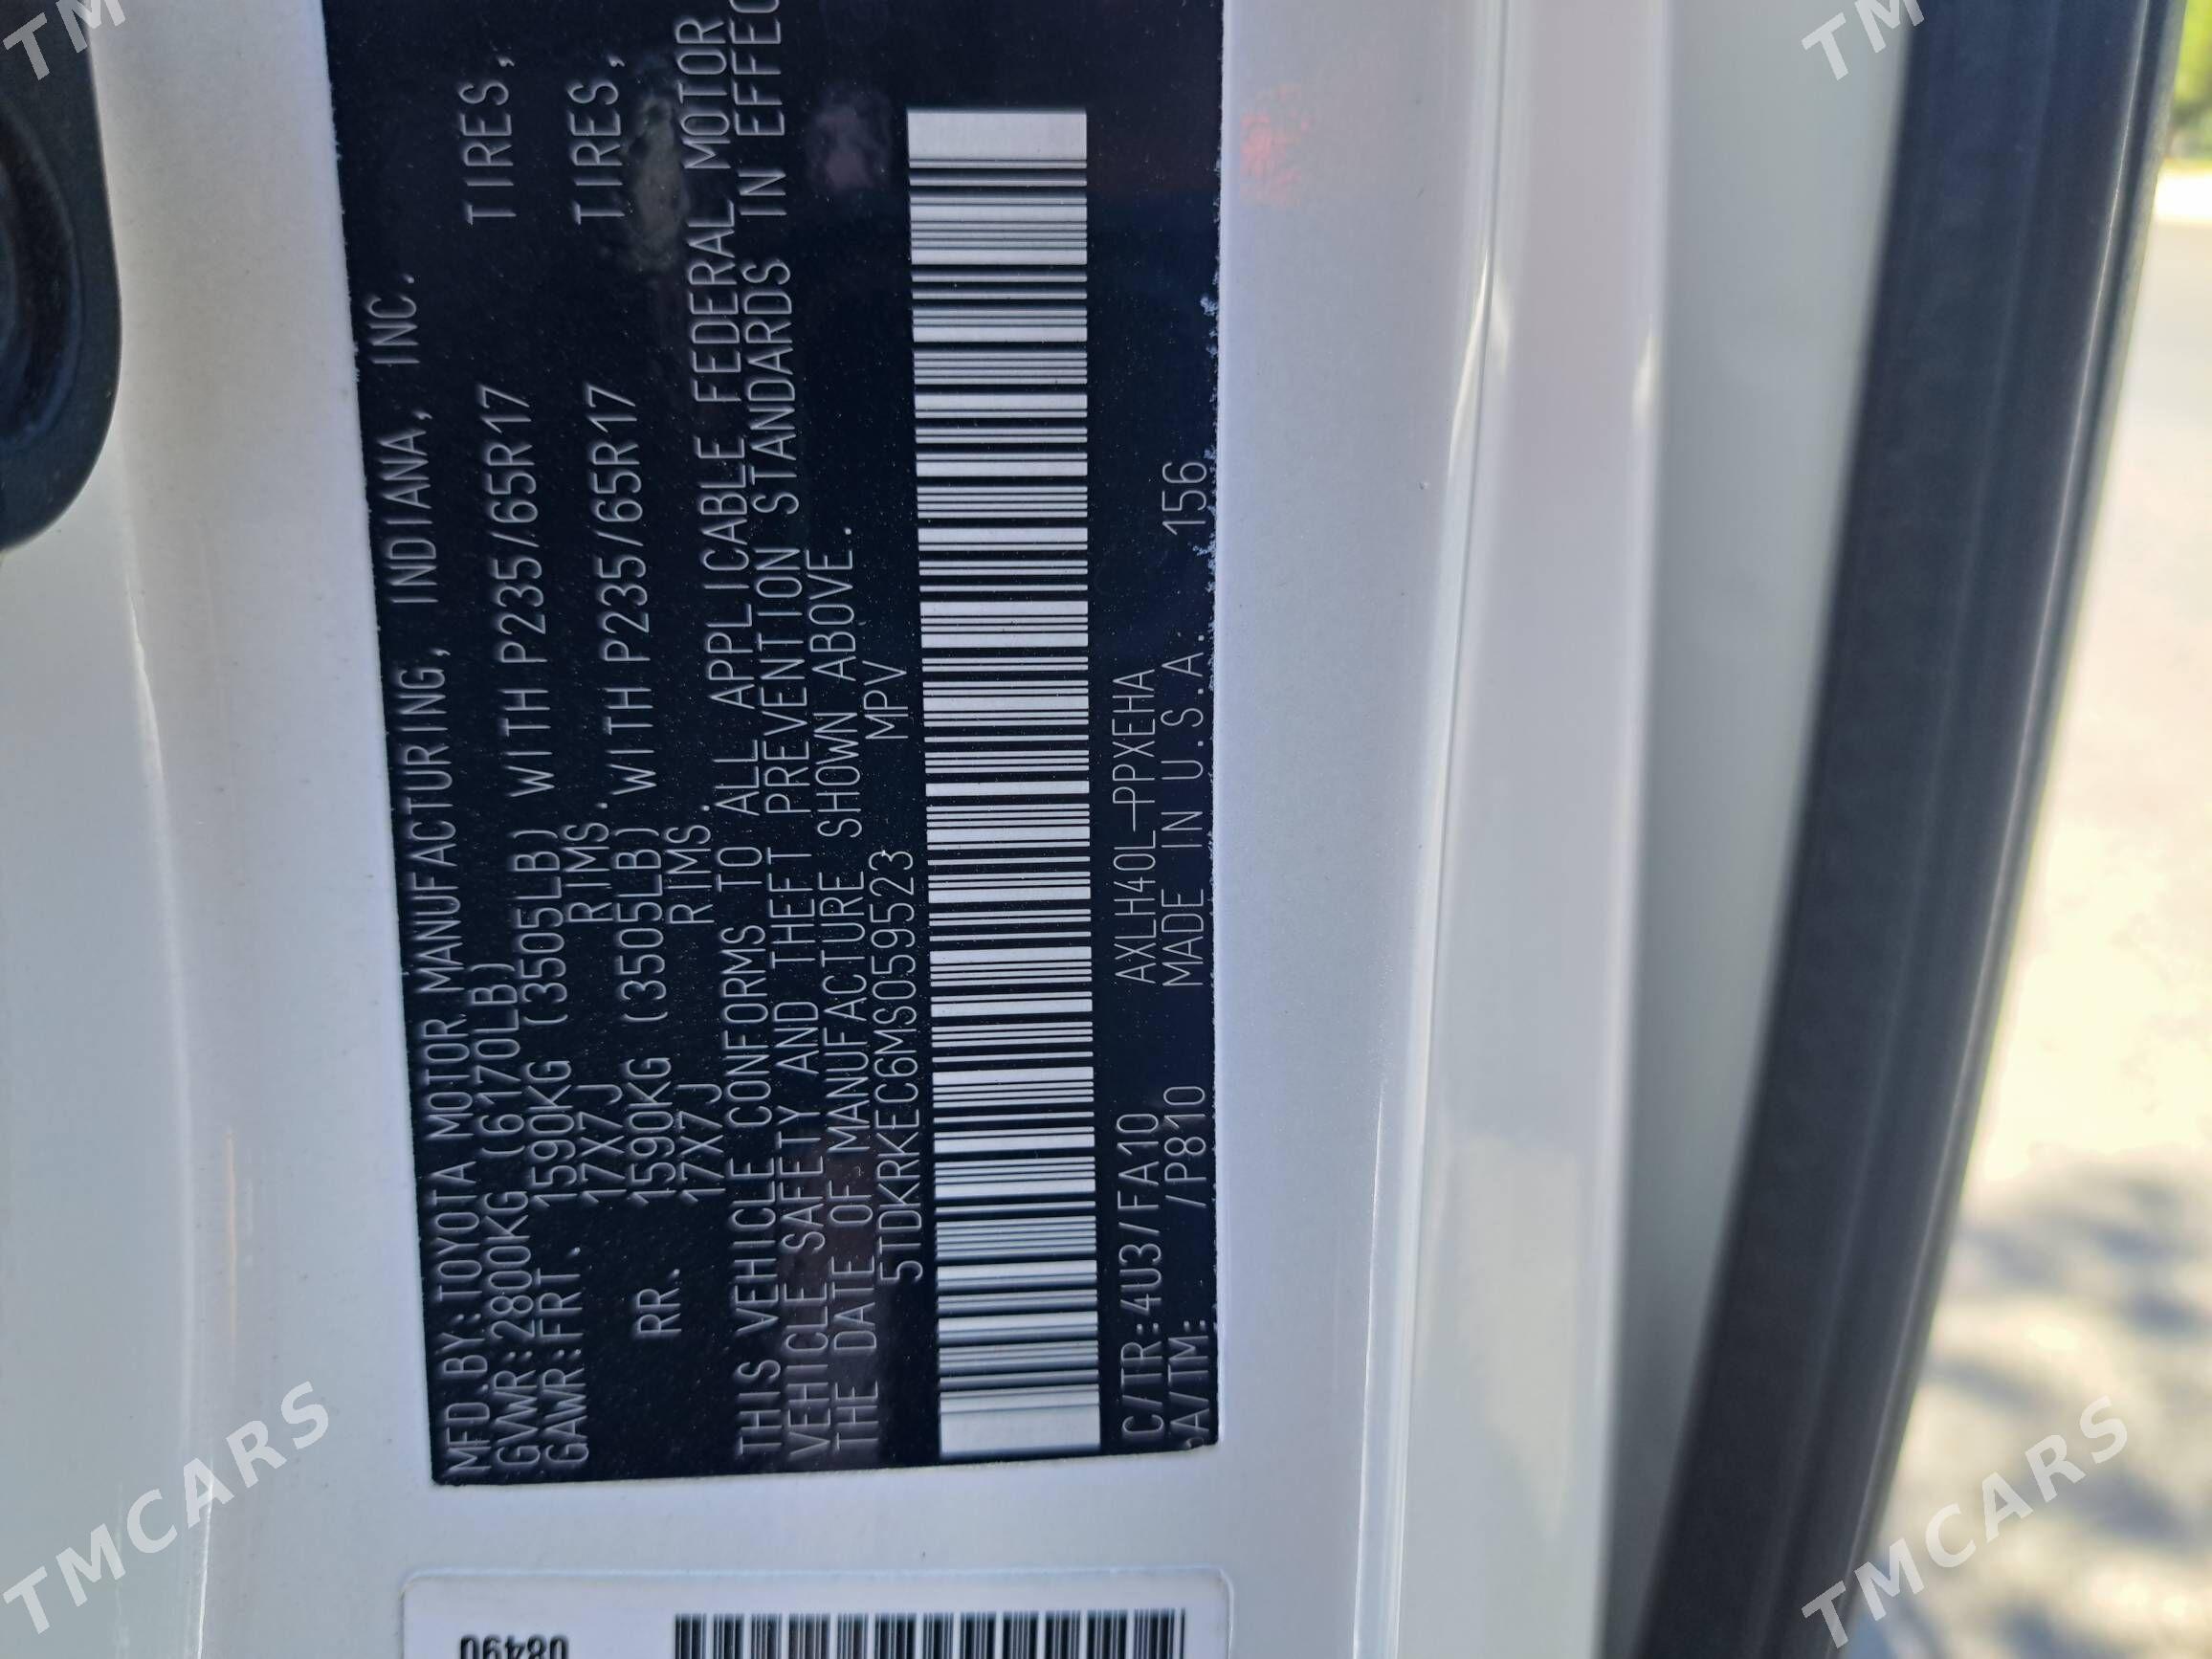 MFD.BY:TOYOTA MOTOR MANUFACTURING, INDIANA, INC.
GVWR:2800KG (6170LB)
GAWR:FRT. 1590KG (3505LB) WITH P235/65R17 TIRES,
17X7J RIMS.
RR. 1590KG (3505LB) WITH P235/65R17 TIRES,
17X7J RIMS.
THIS VEHICLE CONFORMS TO ALL APPLICABLE FEDERAL MOTOR
VEHICLE SAFETY AND THEFT PREVENTION STANDARDS IN EFFEC
THE DATE OF MANUFACTURE SHOWN ABOVE.
5TDKRKEC6MS059523 MPV
C/TR:4U3/FA10 AXLH40L-PPXEHA
A/TM: /P810 MADE IN U.S.A. 156
08490
TM
TM
TMCARS
TMCARS